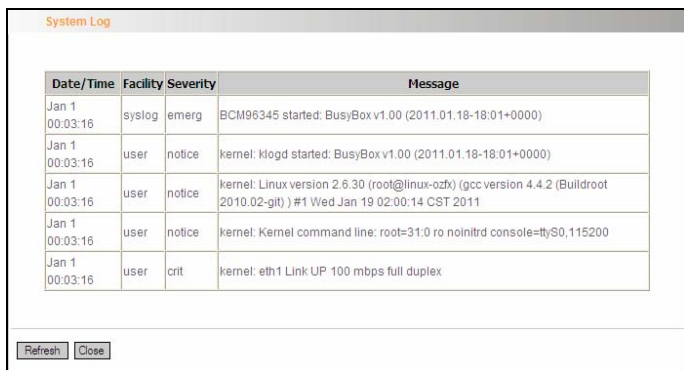 System Log
Date/Time Facility Severity Message
Jan 1
00:03:16 syslog emerg BCM96345 started: BusyBox v1.00 (2011.01.18-18:01+0000)
Jan 1
00:03:16 user notice kernel: klogd started: BusyBox v1.00 (2011.01.18-18:01+0000)
Jan 1
00:03:16 user notice kernel: Linux version 2.6.30 (root@linux-ozfx) (gcc version 4.4.2 (Buildroot
2010.02-git) ) #1 Wed Jan 19 02:00:14 CST 2011
Jan 1
00:03:16 user notice kernel: Kernel command line: root=31:0 ro noinitrd console=ttyS0,115200
Jan 1
00:03:16 user crit kernel: eth1 Link UP 100 mbps full duplex
Refresh Close